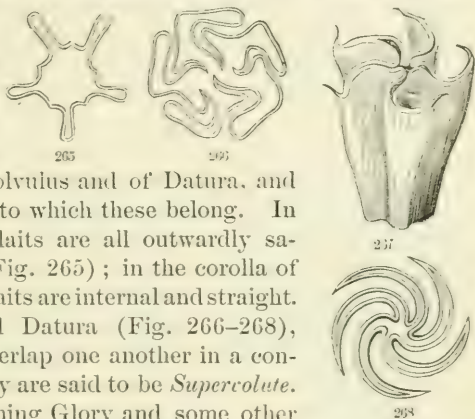 265
266
olvulus and of Datura, and
to which these belong. In
laits are all outwardly sa-
Fig. 265) ; in the corolla of
aits are internal and straight.
l Datura (Fig. 266–268),
verlap one another in a con-
y are said to be Supervolute.
ning Glory and some other
267
268